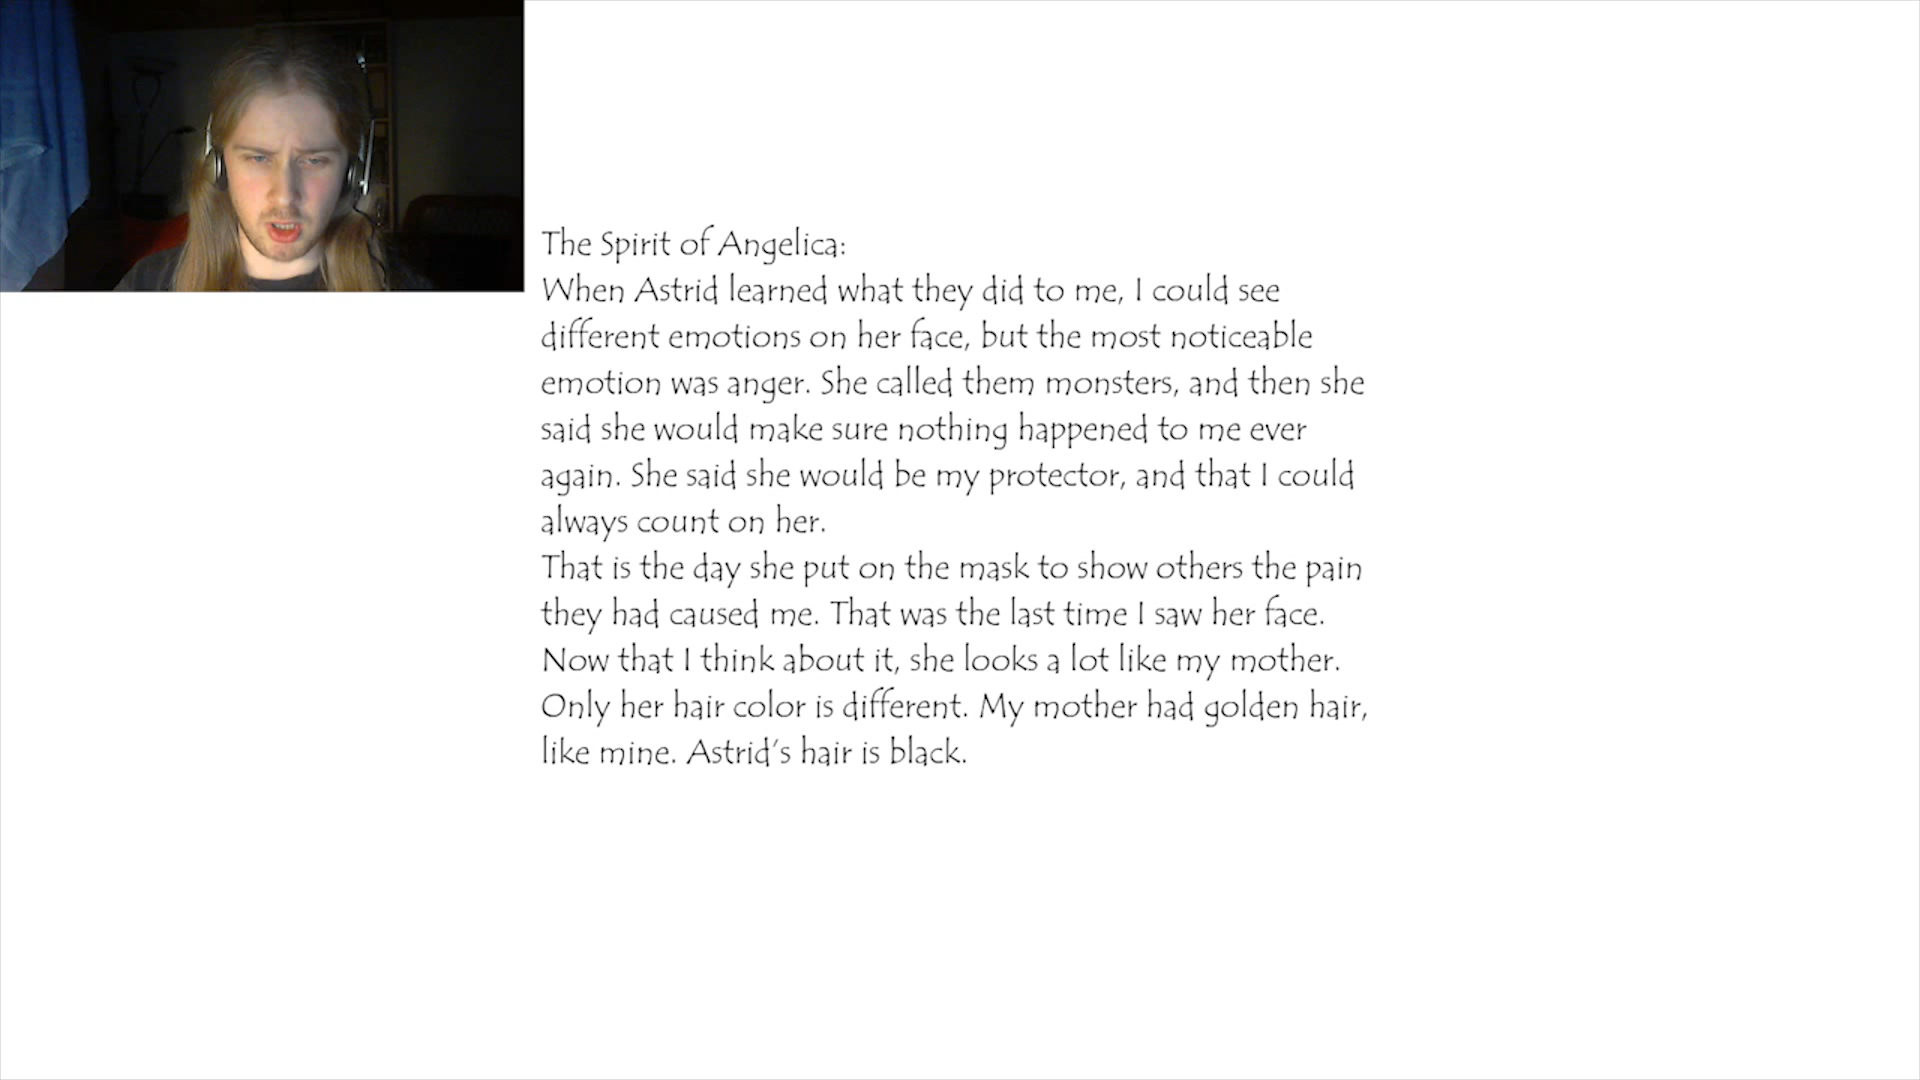 The Spirit of Angelica:
When Astrid learned what they did to me, I could see
different emotions on her face, but the most noticeable
emotion was anger. She called them monsters, and then she
said she would make sure nothing happened to me ever
again. She said she would be my protector, and that I could
always count on her.
That is the day she put on the mask to show others the pain
they had caused me. That was the last time I saw her face.
Now that I think about it, she looks a lot like my mother.
Only her hair color is different. My mother had golden hair,
like mine. Astrid's hair is black.